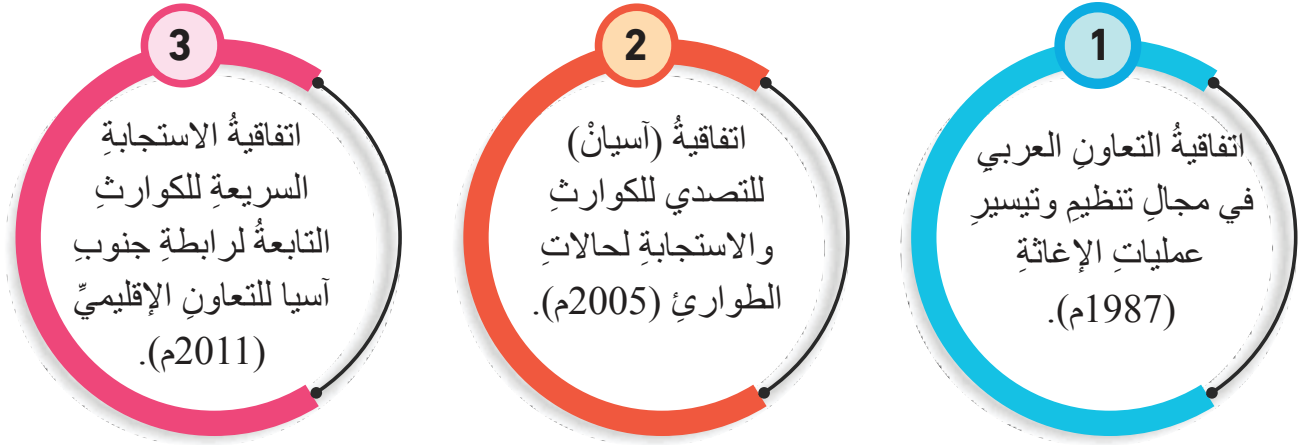 1
اتفاقيةُ التعاونِ العربيِ
في مجالِ تنظيمِ وتيسيرِ
عملياتِ الإغاثةِ
(1987م).
2
اتفاقيةُ (آسيانْ)
للتصدي للكوارثِ
والاستجابةِ لحالاتِ
الطوارئِ (2005م).
3
اتفاقيةُ الاستجابةِ
السريعةِ للكوارثِ
التابعةُ لرابطةِ جنوبِ
آسيا للتعاونِ الإقليميِّ
(2011م).